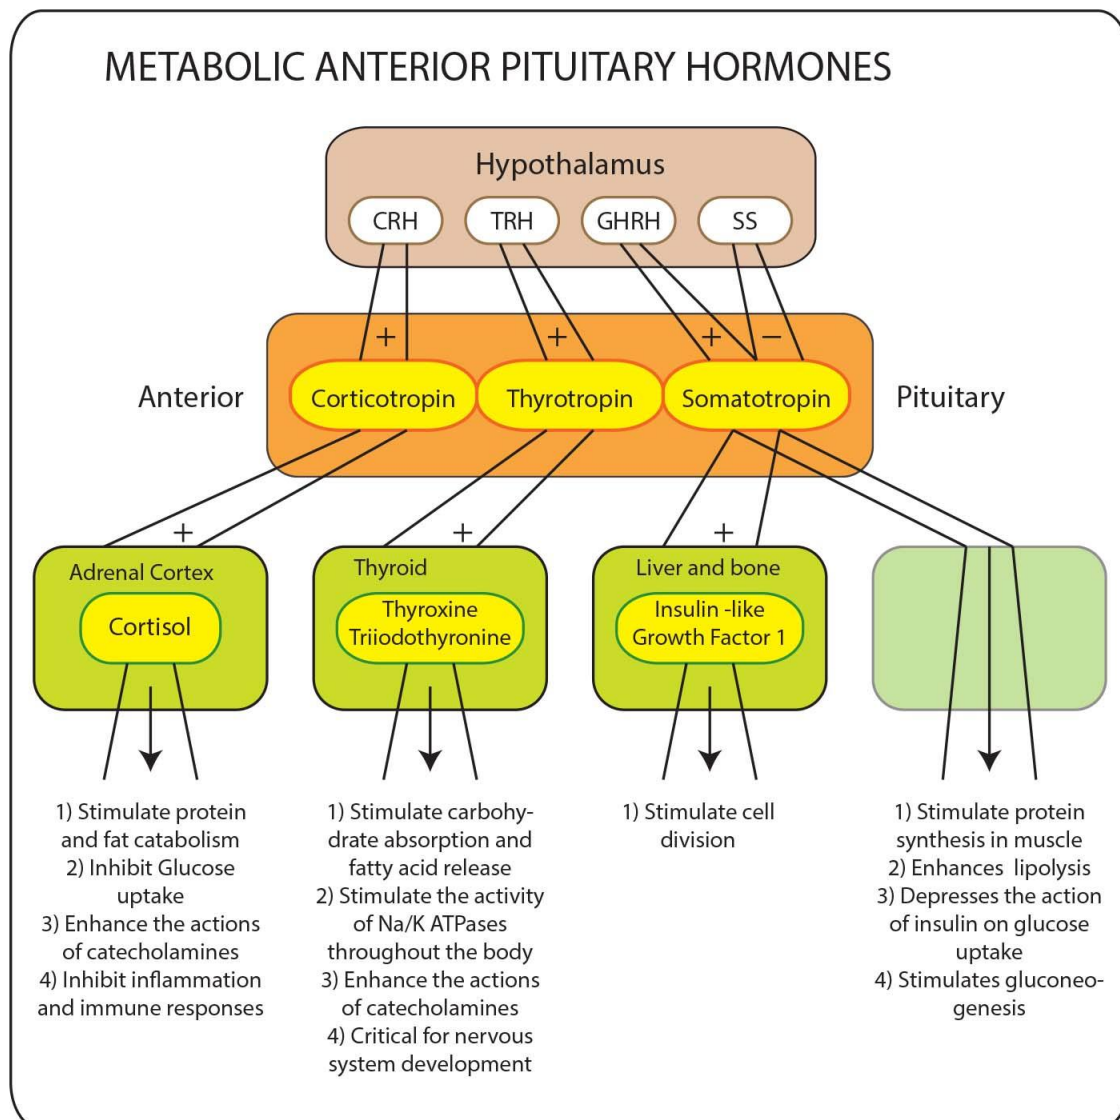 METABOLIC ANTERIOR PITUITARY HORMONES
Hypothalamus
CRH
TRH
GHRH
SS
+
+
+
−
Anterior
Corticotropin
Thyrotropin
Somatotropin
Pituitary
+
+
+
Adrenal Cortex
Cortisol
Thyroid
Thyroxine
Triiodothyronine
Liver and bone
Insulin -like
Growth Factor 1
1) Stimulate protein
and fat catabolism
2) Inhibit Glucose
uptake
3) Enhance the actions
of catecholamines
4) Inhibit inflammation
and immune responses
1) Stimulate carbohy-
drate absorption and
fatty acid release
2) Stimulate the activity
of Na/K ATPases
throughout the body
3) Enhance the actions
of catecholamines
4) Critical for nervous
system development
1) Stimulate cell
division
1) Stimulate protein
synthesis in muscle
2) Enhances lipolysis
3) Depresses the action
of insulin on glucose
uptake
4) Stimulates gluconeo-
genesis